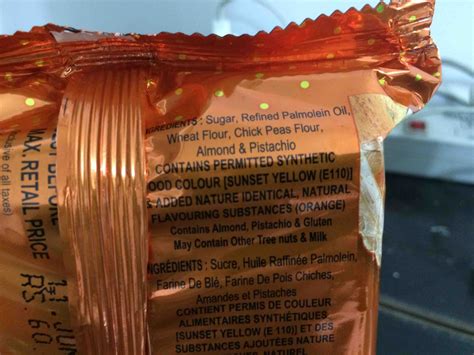 INGREDIENTS : Sugar, Refined Palmolein Oil,
Wheat Flour, Chick Peas Flour,
Almond & Pistachio
CONTAINS PERMITTED SYNTHETIC
FOOD COLOUR [SUNSET YELLOW (E110)]
& ADDED NATURE IDENTICAL, NATURAL
FLAVOURING SUBSTANCES (ORANGE)
Contains Almond, Pistachio & Gluten
May Contain Other Tree nuts & Milk
INGRÉDIENTS : Sucre, Huile Raffinée Palmolein,
Farine De Blé, Farine De Pois Chiches,
Amandes et Pistaches
CONTIENT PERMIS DE COULEUR
ALIMENTAIRES SYNTHÉTIQUES
[SUNSET YELLOW (E 110)] ET DES
SUBSTANCES AJOUTÉES NATURE
MAX. RETAIL PRICE
usive of all taxes)
RS. 60